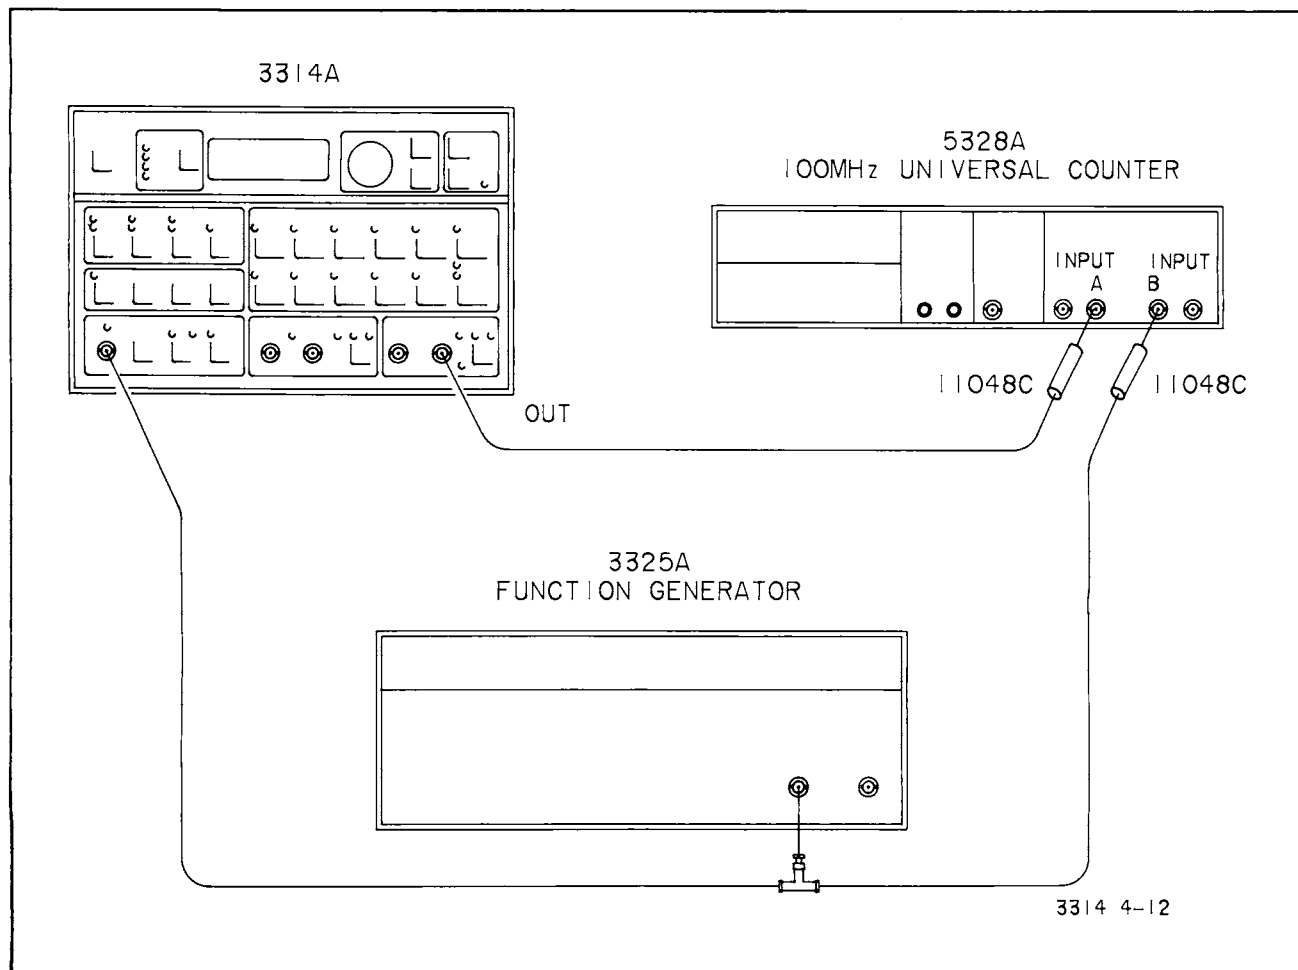 3314A
5328A
100MHz UNIVERSAL COUNTER
INPUT A
INPUT B
11048C
11048C
OUT
3325A
FUNCTION GENERATOR
3314 4-12